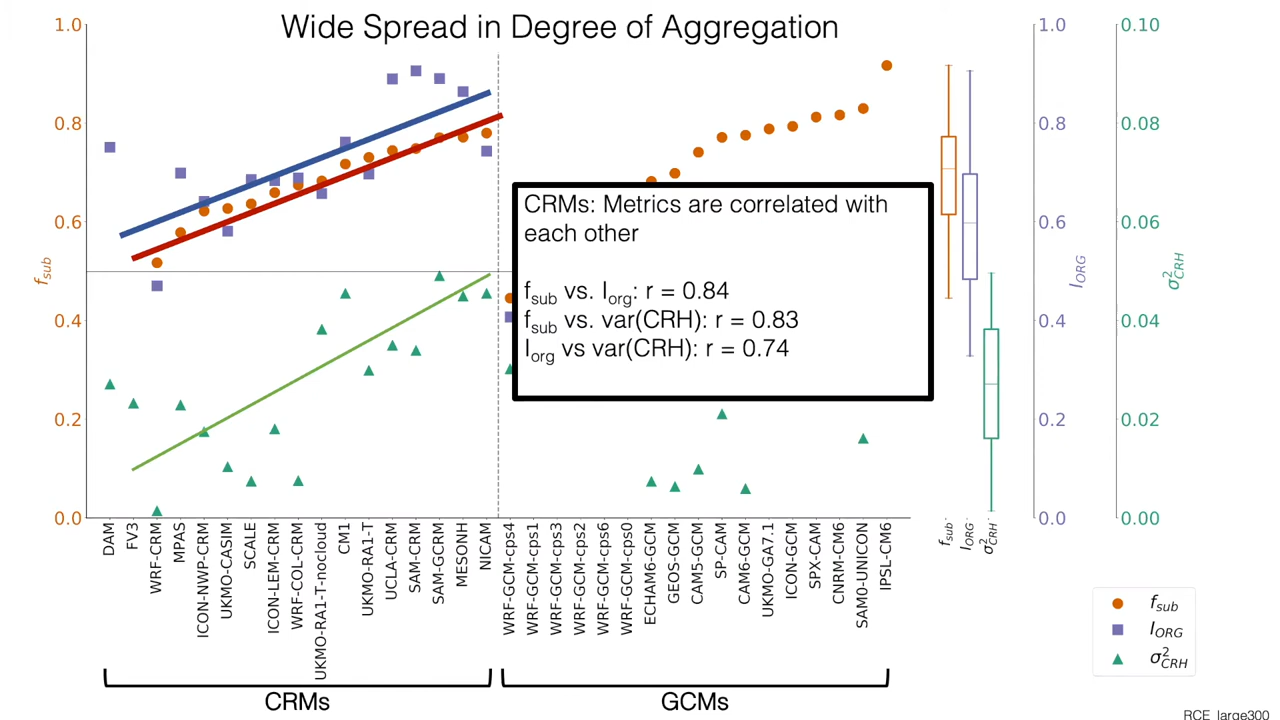 Wide Spread in Degree of Aggregation
1.0
0.8
0.6
0.4
0.2
0.0
f_sub
CRMs: Metrics are correlated with
each other
f_sub vs. I_org: r = 0.84
f_sub vs. var(CRH): r = 0.83
I_org vs var(CRH): r = 0.74
DAM
FV3
WRF-CRM
MPAS
ICON-NWP-CRM
UKMO-CASIM
SCALE
ICON-LEM-CRM
WRF-COL-CRM
UKMO-RA1-T-nocloud
CM1
UKMO-RA1-T
UCLA-CRM
SAM-CRM
SAM-GCRM
MESONH
NICAM
WRF-GCM-cps4
WRF-GCM-cps1
WRF-GCM-cps3
WRF-GCM-cps2
WRF-GCM-cps6
WRF-GCM-cps0
ECHAM6-GCM
GEOS-GCM
CAM5-GCM
SP-CAM
CAM6-GCM
UKMO-GA7.1
ICON-GCM
SPX-CAM
CNRM-CM6
SAM0-UNICON
IPSL-CM6
CRMs
GCMs
f_sub
I_ORG
σ²_CRH
1.0
0.8
0.6
0.4
0.2
0.0
I_ORG
0.10
0.08
0.06
0.04
0.02
0.00
σ²_CRH
f_sub
I_ORG
σ²_CRH
RCE_large300